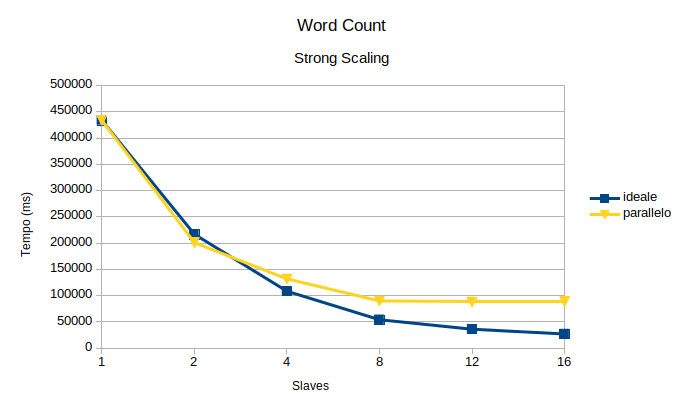 Word Count
Strong Scaling
500000
450000
400000
350000
300000
250000
200000
150000
100000
50000
0
Tempo (ms)
1 2 4 8 12 16
Slaves
ideale
parallelo